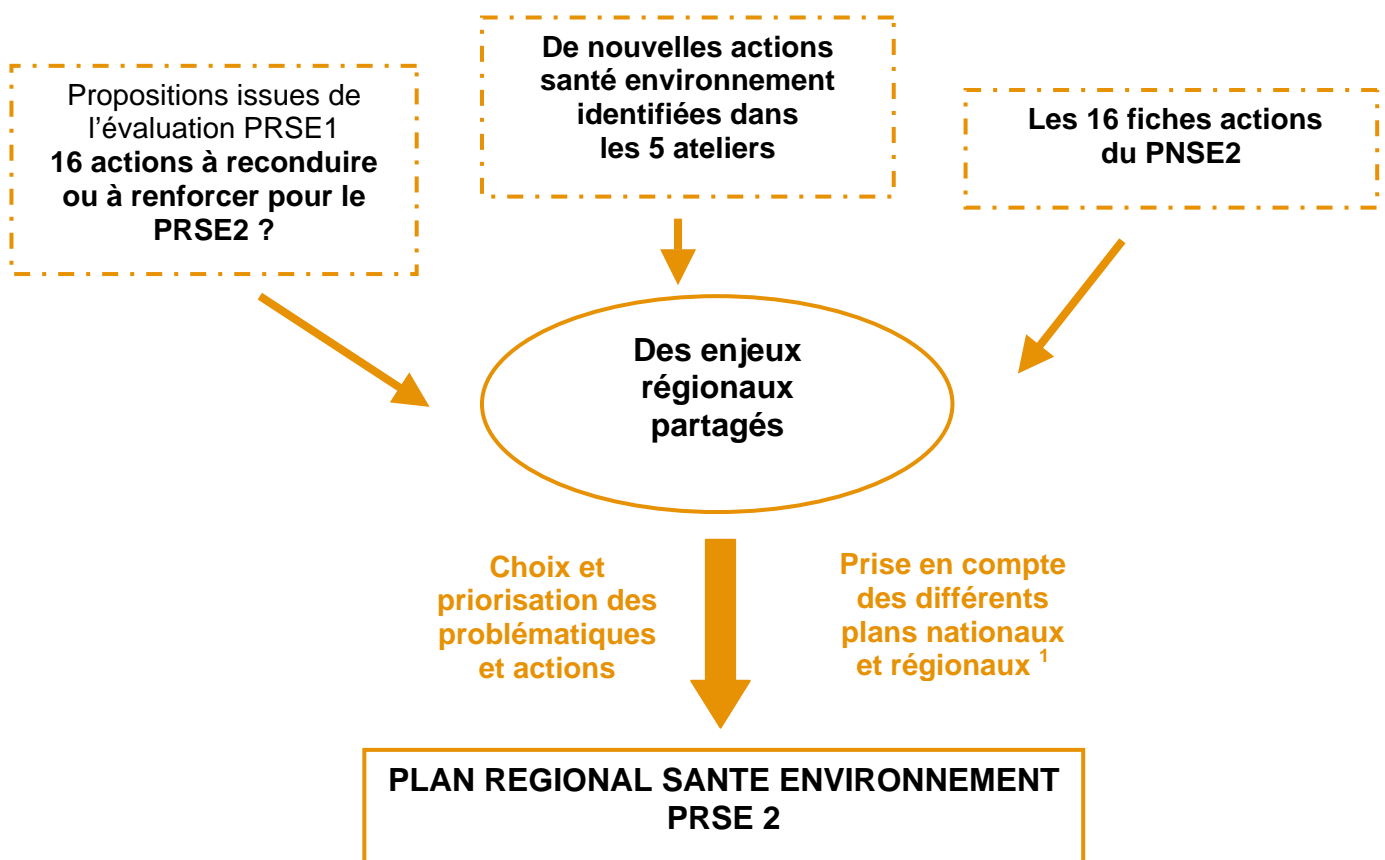 Propositions issues de
l'évaluation PRSE1
16 actions à reconduire
ou à renforcer pour le
PRSE2 ?
De nouvelles actions
santé environnement
identifiées dans
les 5 ateliers
Les 16 fiches actions
du PNSE2
Des enjeux
régionaux
partagés
Choix et
priorisation des
problématiques
et actions
Prise en compte
des différents
plans nationaux
et régionaux 1
PLAN REGIONAL SANTE ENVIRONNEMENT
PRSE 2